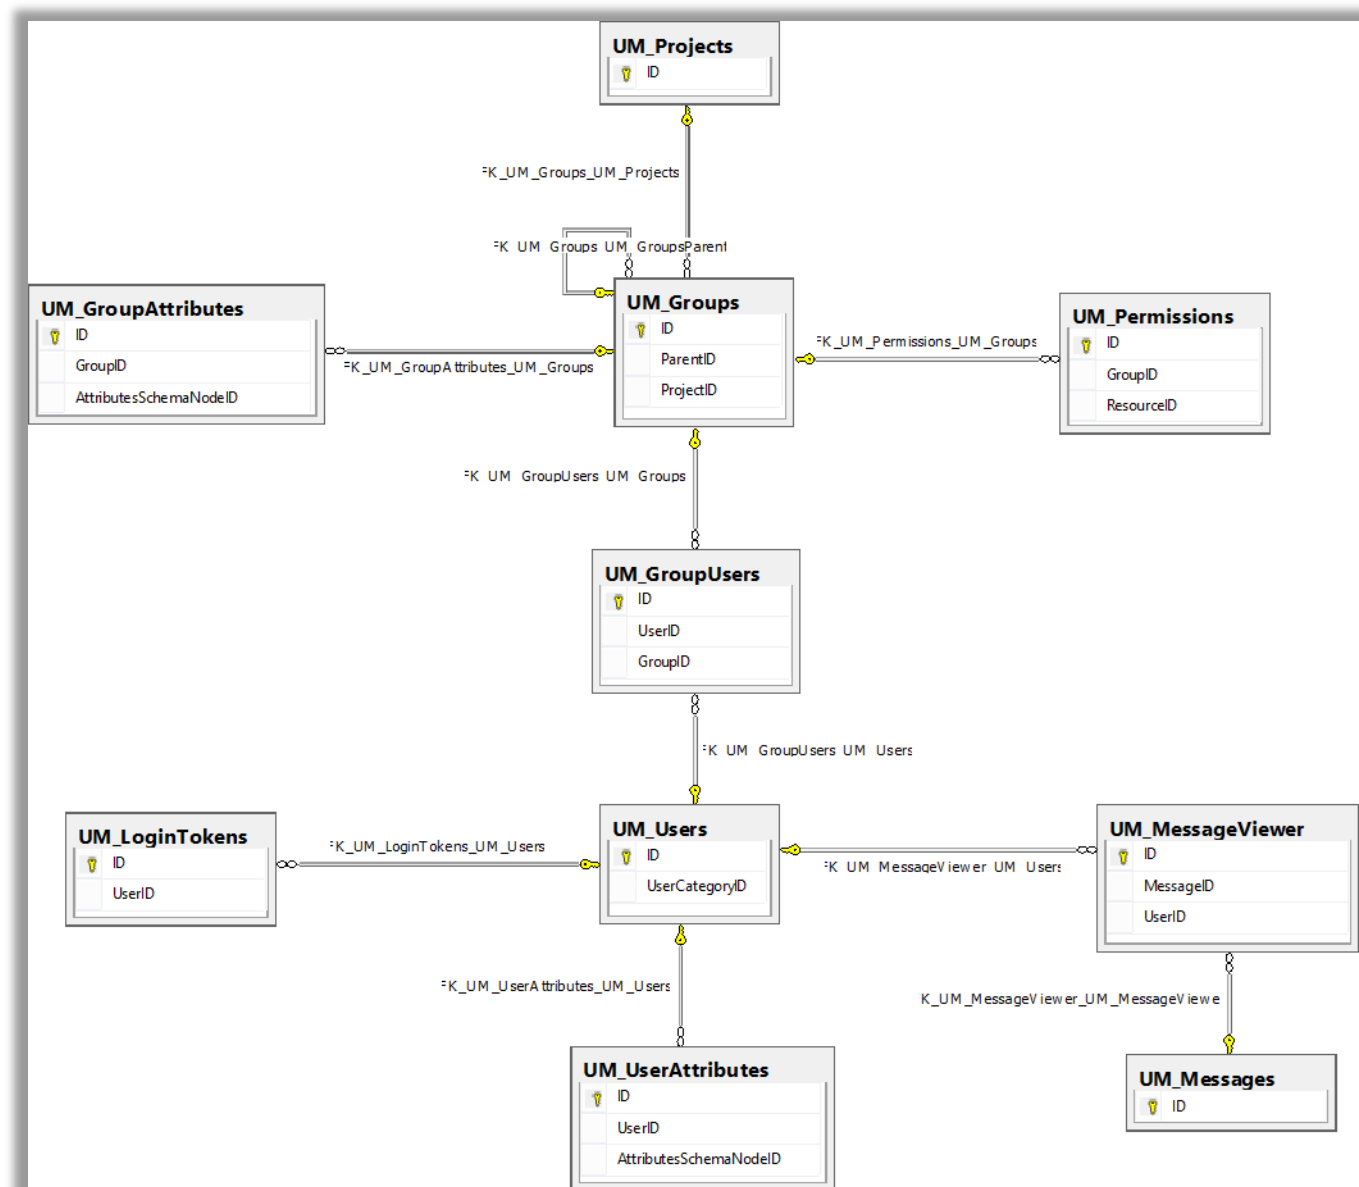 UM_Projects
ID
FK_UM_Groups_UM_Projects
FK_UM_Groups_UM_GroupsParent
UM_GroupAttributes
ID
GroupID
AttributesSchemaNodeID
FK_UM_GroupAttributes_UM_Groups
UM_Groups
ID
ParentID
ProjectID
FK_UM_Permissions_UM_Groups
UM_Permissions
ID
GroupID
ResourceID
FK_UM_GroupUsers_UM_Groups
UM_GroupUsers
ID
UserID
GroupID
FK_UM_GroupUsers_UM_Users
UM_LoginTokens
ID
UserID
FK_UM_LoginTokens_UM_Users
UM_Users
ID
UserCategoryID
FK_UM_MessageViewer_UM_Users
UM_MessageViewer
ID
MessageID
UserID
FK_UM_UserAttributes_UM_Users
K_UM_MessageViewer_UM_MessageViewe
UM_UserAttributes
ID
UserID
AttributesSchemaNodeID
UM_Messages
ID